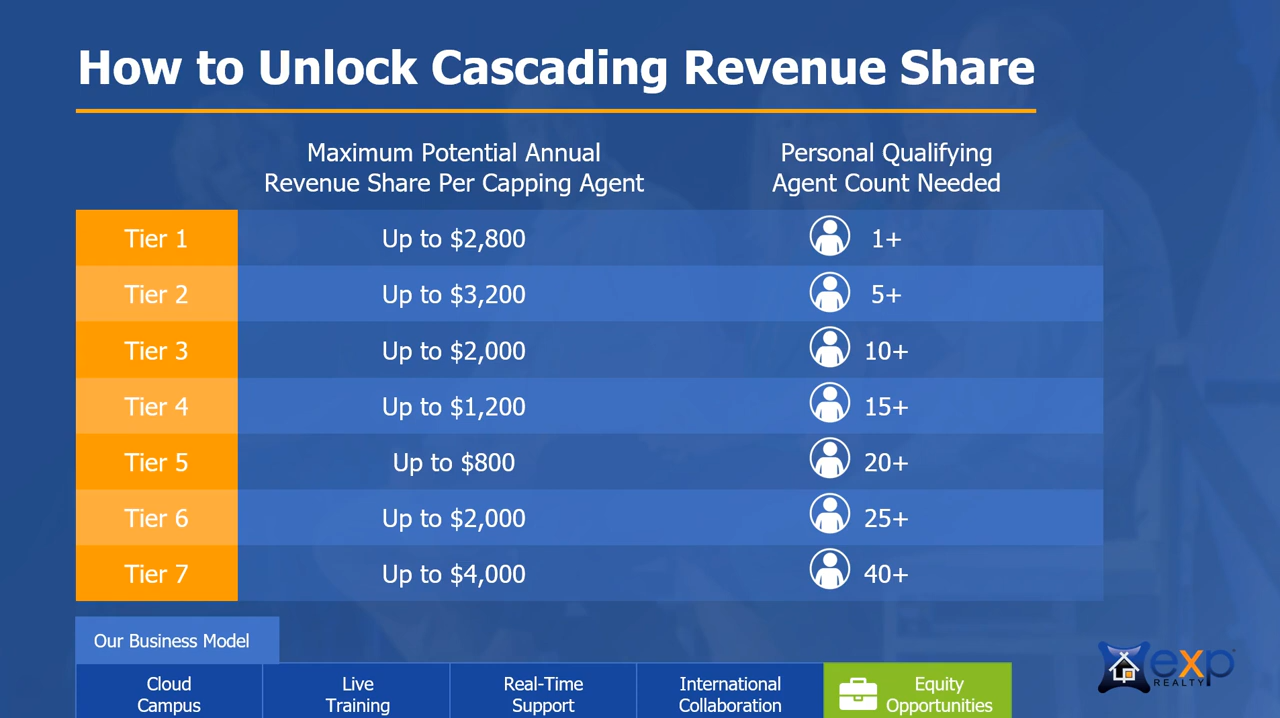 How to Unlock Cascading Revenue Share
Maximum Potential Annual
Revenue Share Per Capping Agent
Personal Qualifying
Agent Count Needed
Tier 1 Up to $2,800 1+
Tier 2 Up to $3,200 5+
Tier 3 Up to $2,000 10+
Tier 4 Up to $1,200 15+
Tier 5 Up to $800 20+
Tier 6 Up to $2,000 25+
Tier 7 Up to $4,000 40+
Our Business Model
Cloud
Campus
Live
Training
Real-Time
Support
International
Collaboration
Equity
Opportunities
exp
REALTY